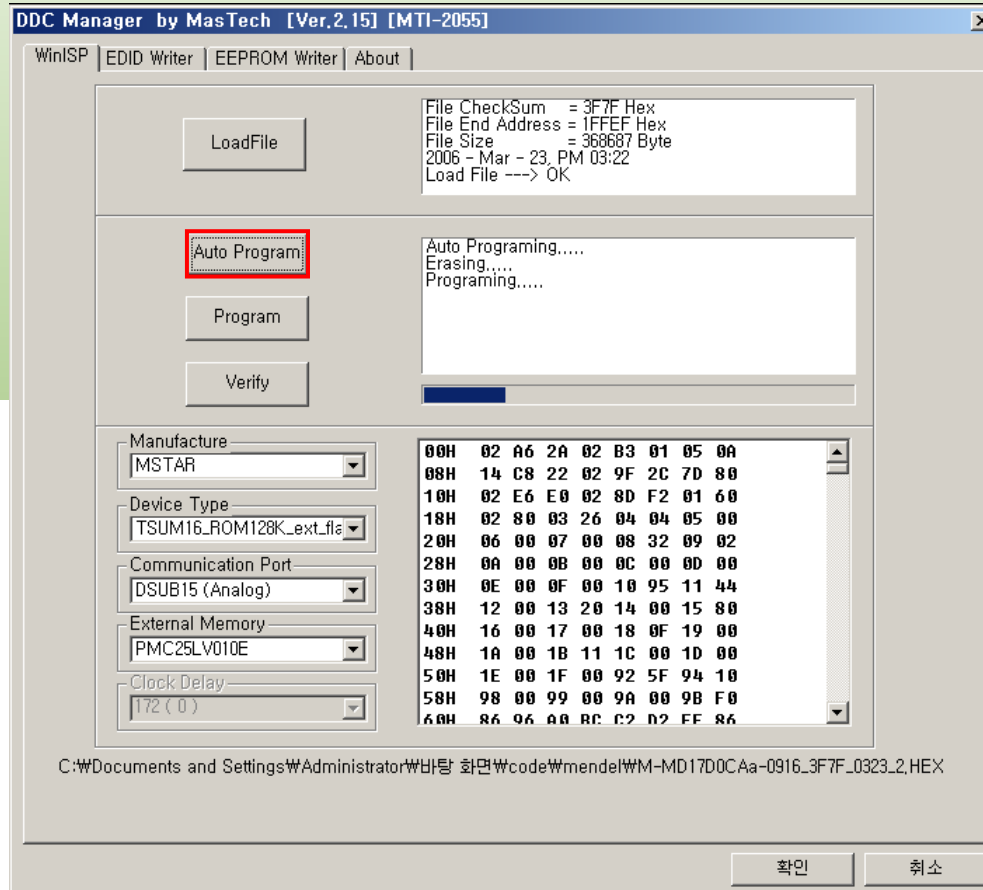 DDC Manager by MasTech [Ver,2,15] [MTI-2055]
WinISP EDID Writer EEPROM Writer About
LoadFile
File CheckSum = 3F7F Hex
File End Address = 1FFEF Hex
File Size = 368687 Byte
2006 - Mar - 23, PM 03:22
Load File ---> OK
Auto Program
Program
Verify
Auto Programing,,,,,
Erasing,,,,,
Programing,,,,,
Manufacture
MSTAR
Device Type
TSUM16_ROM128K_ext_fla
Communication Port
DSUB15 (Analog)
External Memory
PMC25LV010E
Clock Delay
172 ( 0 )
00H 02 A6 2A 02 B3 01 05 0A
08H 14 C8 22 02 9F 2C 7D 80
10H 02 E6 E0 02 8D F2 01 60
18H 02 80 03 26 04 04 05 00
20H 06 00 07 00 08 32 09 02
28H 0A 00 0B 00 0C 00 0D 00
30H 0E 00 0F 00 10 95 11 44
38H 12 00 13 20 14 00 15 80
40H 16 00 17 00 18 0F 19 00
48H 1A 00 1B 11 1C 00 1D 00
50H 1E 00 1F 00 92 5F 94 10
58H 98 00 99 00 9A 00 9B F0
60H 86 96 A0 BC C2 D2 EE 86
C:₩Documents and Settings₩Administrator₩바탕 화면₩code₩mendel₩M-MD17D0CAa-0916_3F7F_0323_2,HEX
확인 취소